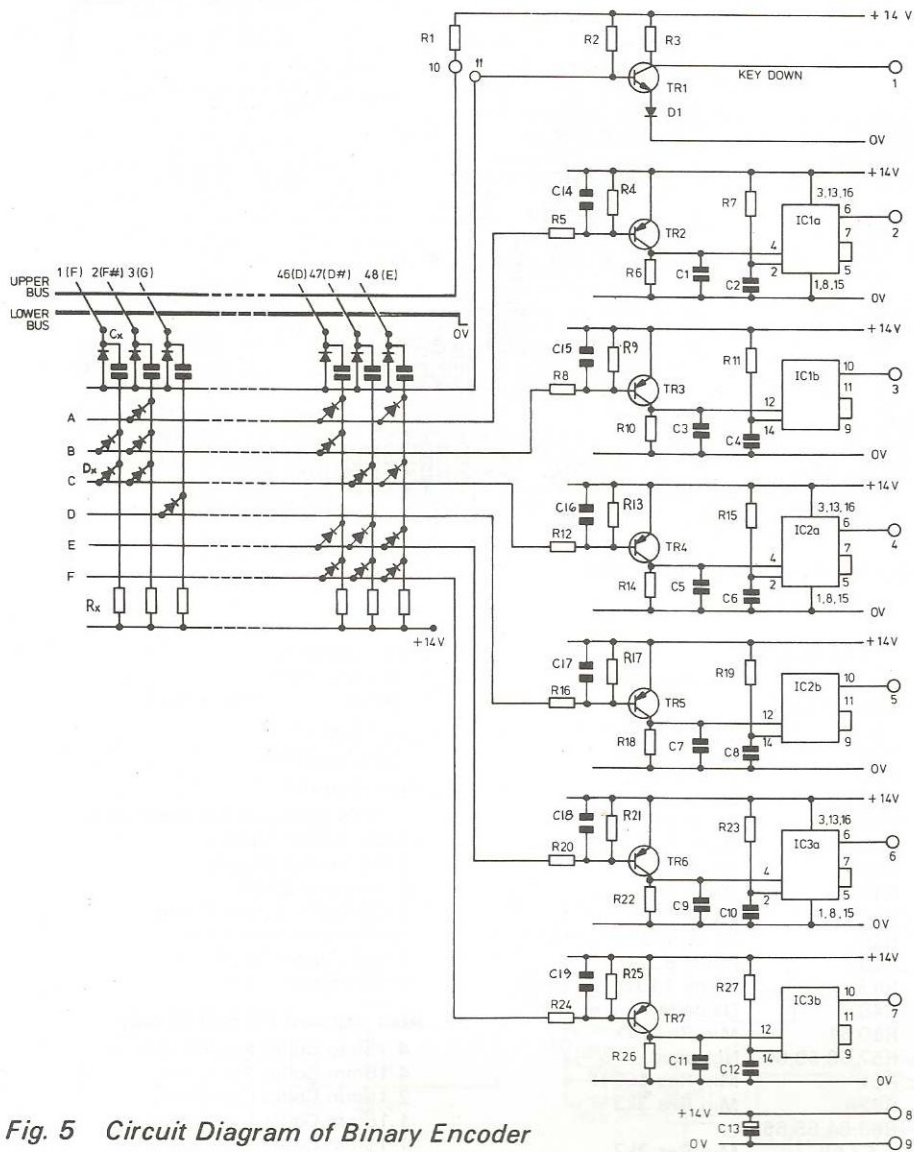 + 14 V
R1
R2
R3
10
11
KEY DOWN
TR1
1
D1
0V
+14V
C14
R4
R7
3,13,16
6
IC1a
R5
TR2
2
7
4
R6
C1
2
C2
5
1,8,15
0V
1(F) 2(F#) 3(G)
46(D) 47(D#) 48(E)
UPPER
BUS
LOWER
BUS
0V
Cx
+14V
C15
R9
R11
IC1b
10
R8
TR3
11
3
12
R10
C3
C4
14
9
0V
A
B
Dx
C
D
E
F
Rx
+14V
+14V
C16
R13
R15
3,13,16
6
IC2a
R12
TR4
4
7
4
R14
C5
C6
2
5
1,8,15
0V
+14V
C17
R17
R19
IC2b
10
R16
TR5
11
5
12
R18
C7
C8
14
9
0V
+14V
C18
R21
R23
3,13,16
6
IC3a
R20
TR6
6
7
4
R22
C9
C10
2
5
1,8,15
0V
+14V
C19
R25
R27
IC3b
10
R24
TR7
7
11
12
R26
C11
C12
14
9
0V
+14V
8
C13
0V
9
Fig. 5 Circuit Diagram of Binary Encoder